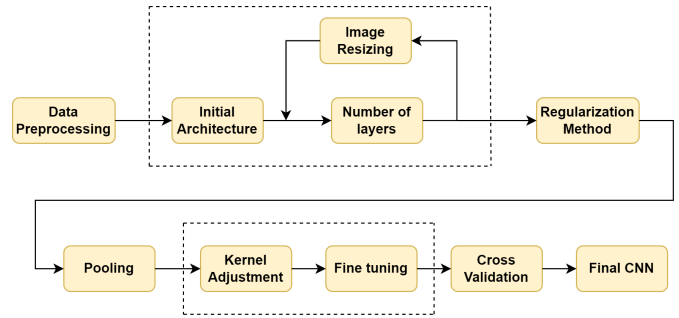 Image
Resizing
Data
Preprocessing
Initial
Architecture
Number of
layers
Regularization
Method
Pooling
Kernel
Adjustment
Fine tuning
Cross
Validation
Final CNN